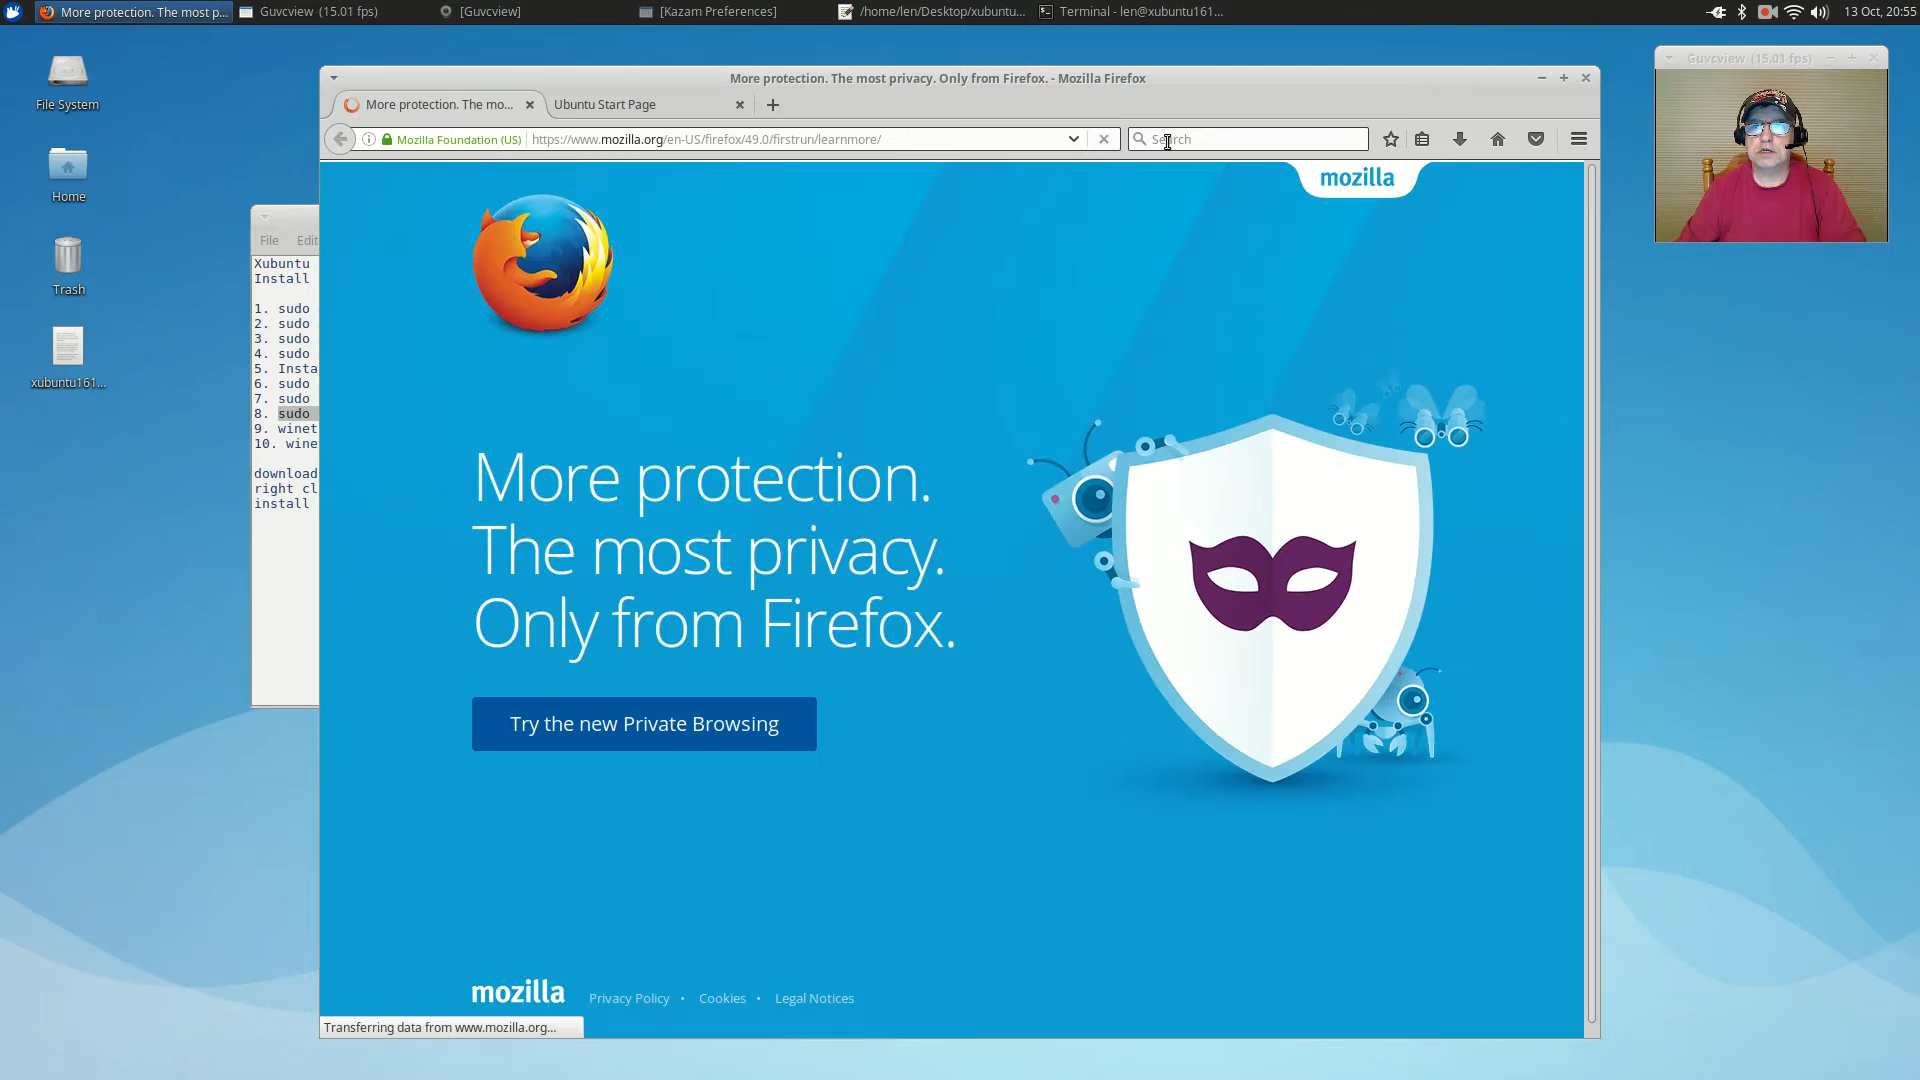 More protection. The most p...
Guvcview (15.01 fps)
[Guvcview]
[Kazam Preferences]
/home/len/Desktop/xubuntu...
Terminal - len@xubuntu161...
13 Oct, 20:55
File System
Home
Trash
xubuntu161...
File Edit
Xubuntu
Install
1. sudo
2. sudo
3. sudo
4. sudo
5. Insta
6. sudo
7. sudo
8. sudo
9. winet
10. wine
download
right cl
install
More protection. The most privacy. Only from Firefox. - Mozilla Firefox
More protection. The mo...
Ubuntu Start Page
Mozilla Foundation (US)
https://www.mozilla.org/en-US/firefox/49.0/firstrun/learnmore/
Search
mozilla
More protection.
The most privacy.
Only from Firefox.
Try the new Private Browsing
mozilla
Privacy Policy • Cookies • Legal Notices
Transferring data from www.mozilla.org...
Guvcview (15.01 fps)